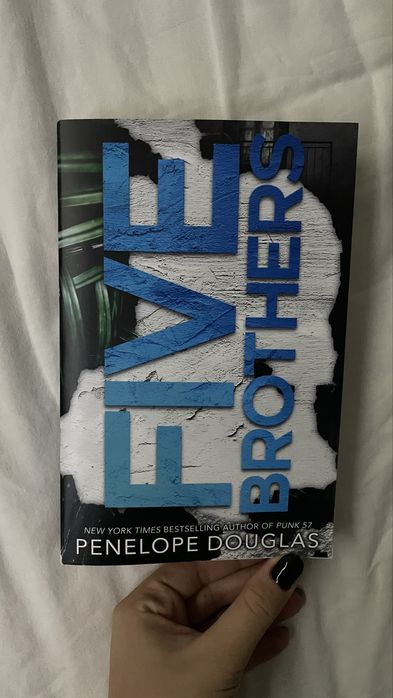 FIVE
BROTHERS
NEW YORK TIMES BESTSELLING AUTHOR OF PUNK 57
PENELOPE DOUGLAS